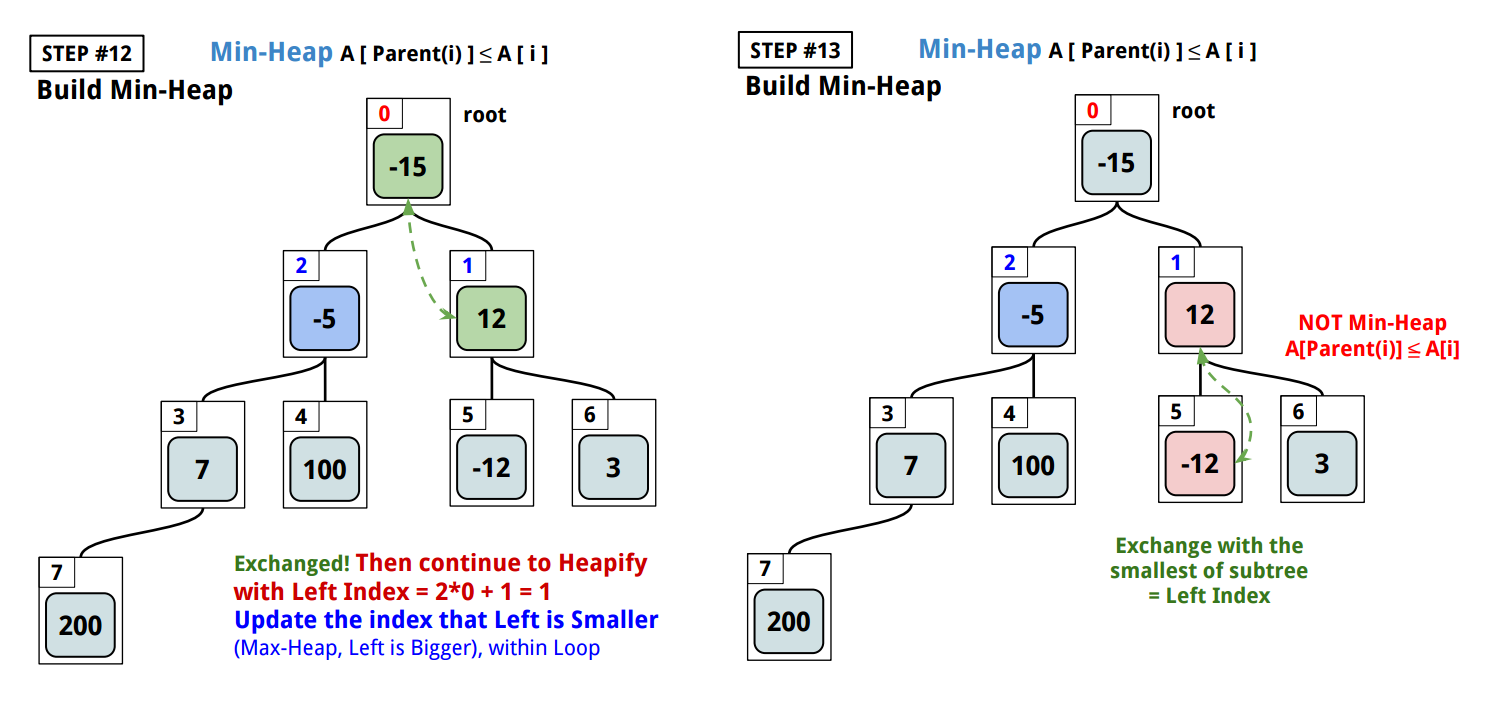 STEP #12
Min-Heap A [ Parent(i) ] ≤ A [ i ]
Build Min-Heap
0
root
-15
2
1
-5
12
3
4
5
6
7
100
-12
3
7
200
Exchanged! Then continue to Heapify
with Left Index = 2*0 + 1 = 1
Update the index that Left is Smaller
(Max-Heap, Left is Bigger), within Loop
STEP #13
Min-Heap A [ Parent(i) ] ≤ A [ i ]
Build Min-Heap
0
root
-15
2
1
-5
12
NOT Min-Heap
A[Parent(i)] ≤ A[i]
3
4
5
6
7
100
-12
3
7
200
Exchange with the
smallest of subtree
= Left Index